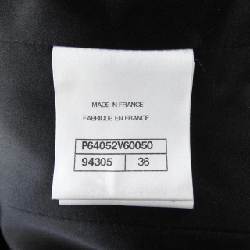 MADE IN FRANCE
FABRIQUE EN FRANCE
P64052V60050
94305 36